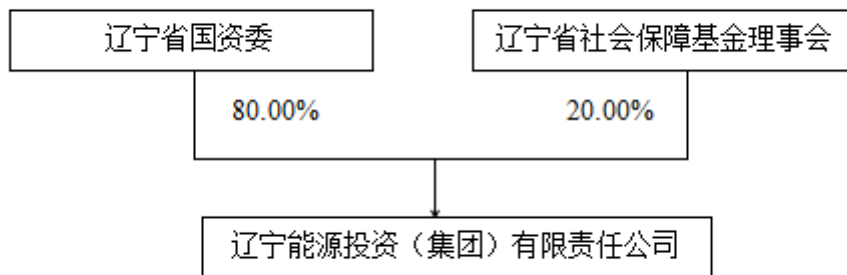 辽宁省国资委
辽宁省社会保障基金理事会
80.00%
20.00%
辽宁能源投资（集团）有限责任公司